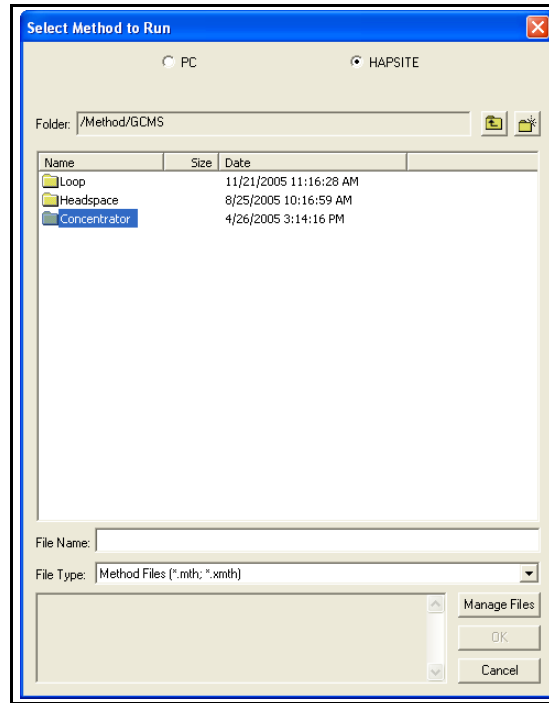 Select Method to Run
PC HAPSITE
Folder: /Method/GCMS
Name Size Date
Loop 11/21/2005 11:16:28 AM
Headspace 8/25/2005 10:16:59 AM
Concentrator 4/26/2005 3:14:16 PM
File Name:
File Type: Method Files (*.mth; *.xmth)
Manage Files
OK
Cancel